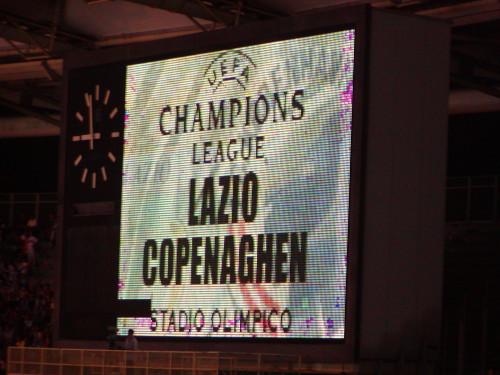 UEFA
CHAMPIONS
LEAGUE
LAZIO
COPENAGHEN
STADIO OLIMPICO